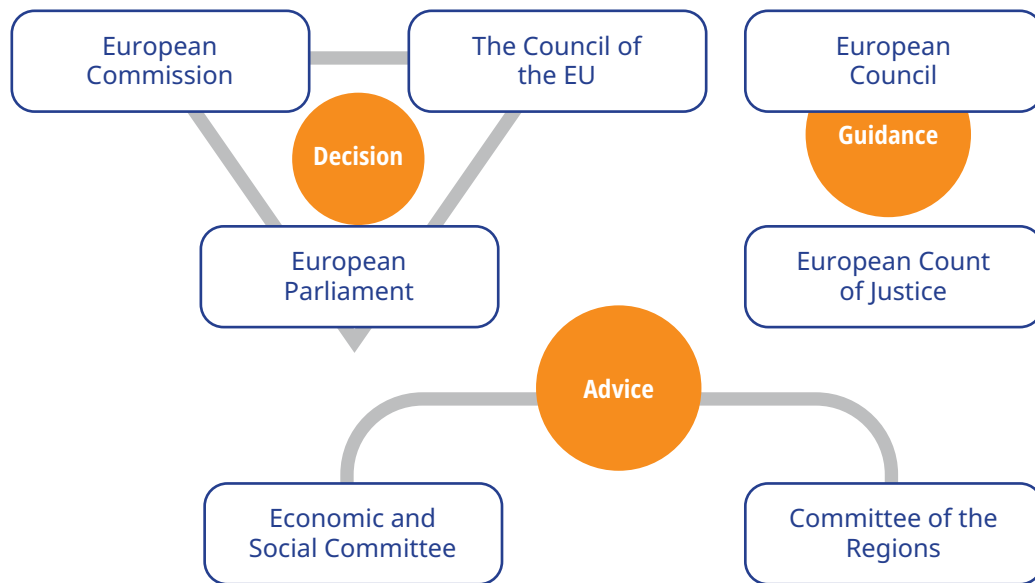 European
Commission
The Council of
the EU
European
Council
Decision
Guidance
European
Parliament
European Count
of Justice
Advice
Economic and
Social Committee
Committee of the
Regions